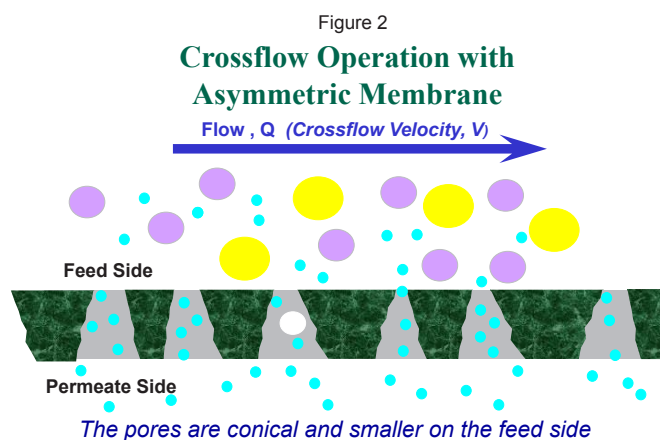 Figure 2
Crossflow Operation with
Asymmetric Membrane
Flow , Q (Crossflow Velocity, V)
Feed Side
Permeate Side
The pores are conical and smaller on the feed side